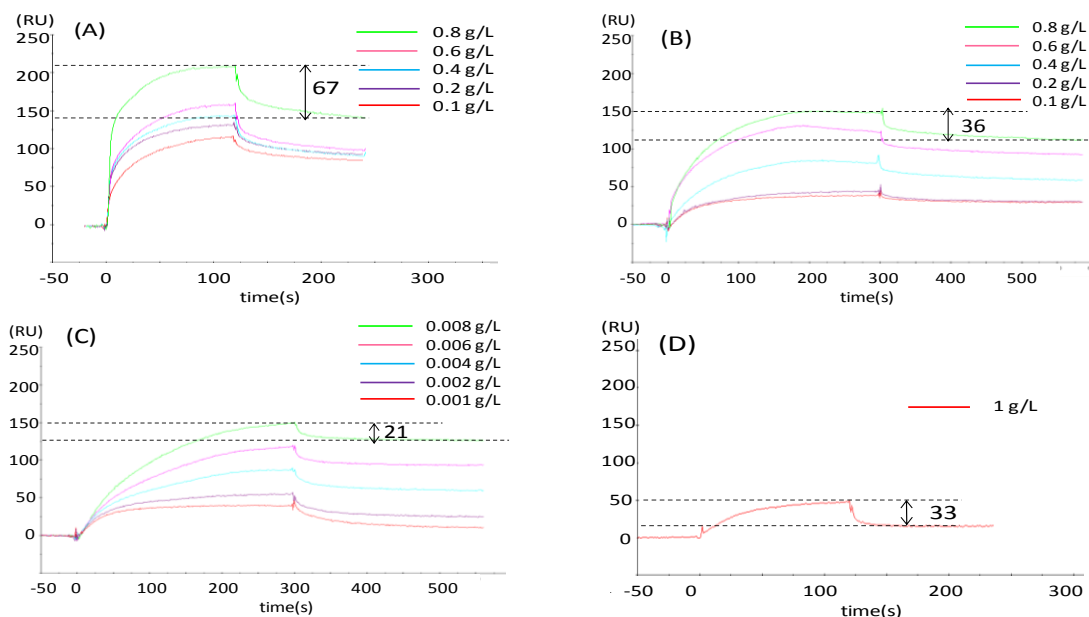 (RU)
(A)
250
200
150
100
50
0
-50
0
100
200
300
time(s)
0.8 g/L
0.6 g/L
0.4 g/L
0.2 g/L
0.1 g/L
67
(RU)
(B)
250
200
150
100
50
0
-50
0
100
200
300
400
500
time(s)
0.8 g/L
0.6 g/L
0.4 g/L
0.2 g/L
0.1 g/L
36
(RU)
(C)
250
200
150
100
50
0
-50
0
100
200
300
400
500
time(s)
0.008 g/L
0.006 g/L
0.004 g/L
0.002 g/L
0.001 g/L
21
(RU)
(D)
250
200
150
100
50
0
-50
0
100
200
300
time(s)
1 g/L
33